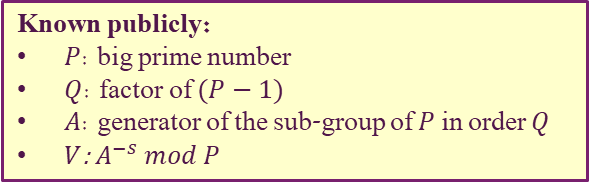 Known publicly:
• P: big prime number
• Q: factor of (P − 1)
• A: generator of the sub-group of P in order Q
• V:A⁻ˢ mod P